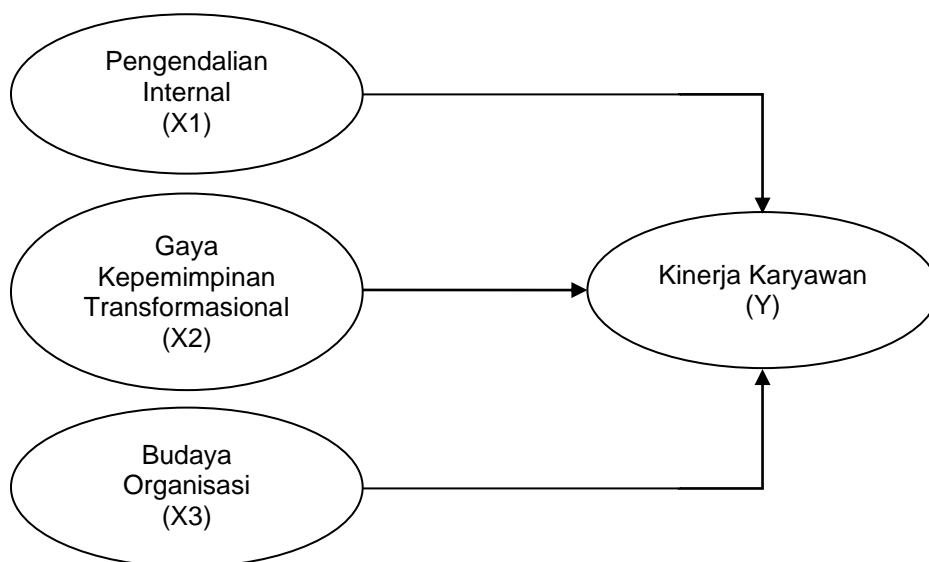 Pengendalian
Internal
(X1)
Gaya
Kepemimpinan
Transformasional
(X2)
Kinerja Karyawan
(Y)
Budaya
Organisasi
(X3)